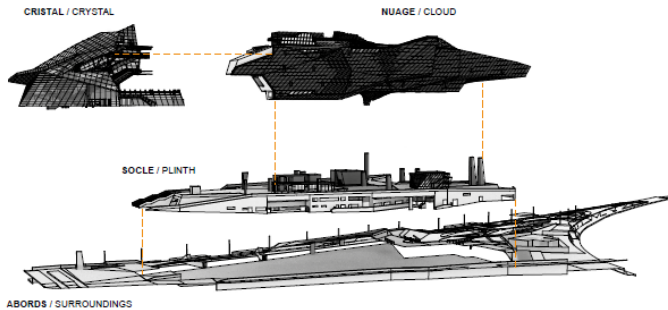 CRISTAL / CRYSTAL
NUAGE / CLOUD
SOCLE / PLINTH
ABORDS / SURROUNDINGS